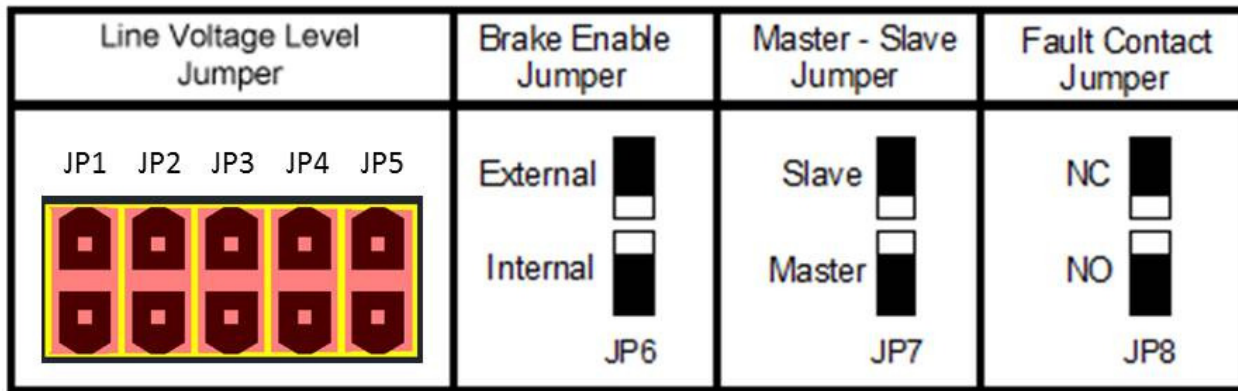 Line Voltage Level
Jumper
Brake Enable
Jumper
Master - Slave
Jumper
Fault Contact
Jumper
JP1 JP2 JP3 JP4 JP5
External
Internal
JP6
Slave
Master
JP7
NC
NO
JP8